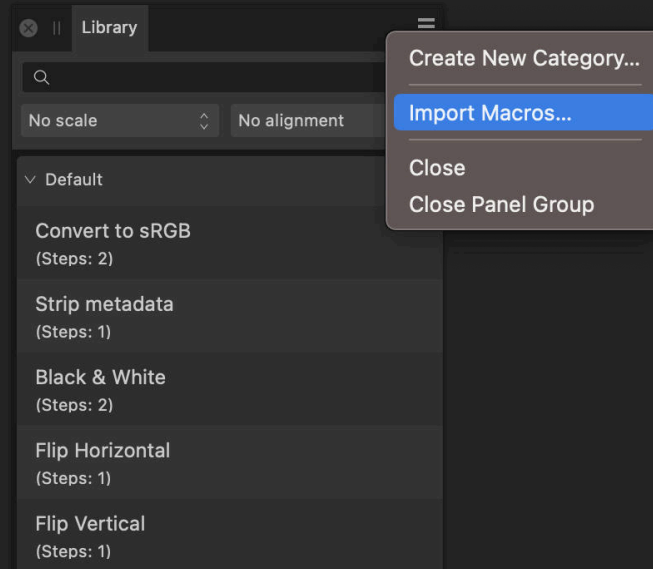 Library
Create New Category...
No scale
No alignment
Import Macros...
Default
Close
Close Panel Group
Convert to sRGB
(Steps: 2)
Strip metadata
(Steps: 1)
Black & White
(Steps: 2)
Flip Horizontal
(Steps: 1)
Flip Vertical
(Steps: 1)